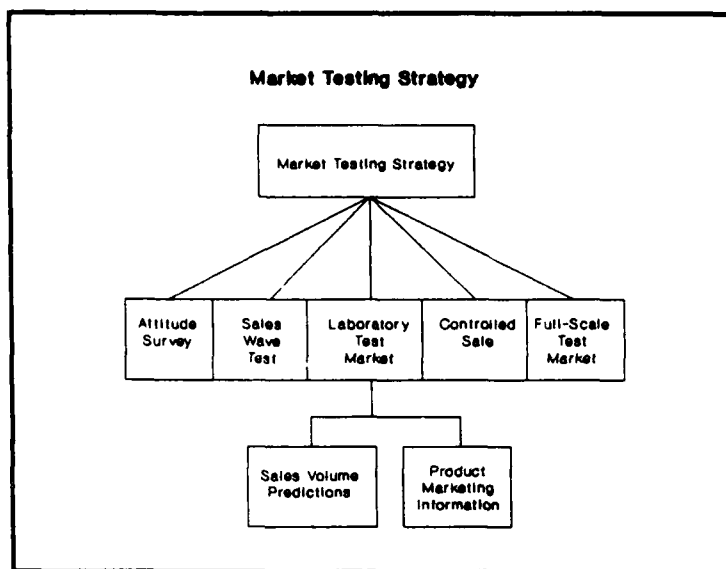 Market Testing Strategy
Market Testing Strategy
Attitude
Survey
Sales
Wave
Test
Laboratory
Test
Market
Controlled
Sale
Full-Scale
Test
Market
Sales Volume
Predictions
Product
Marketing
Information